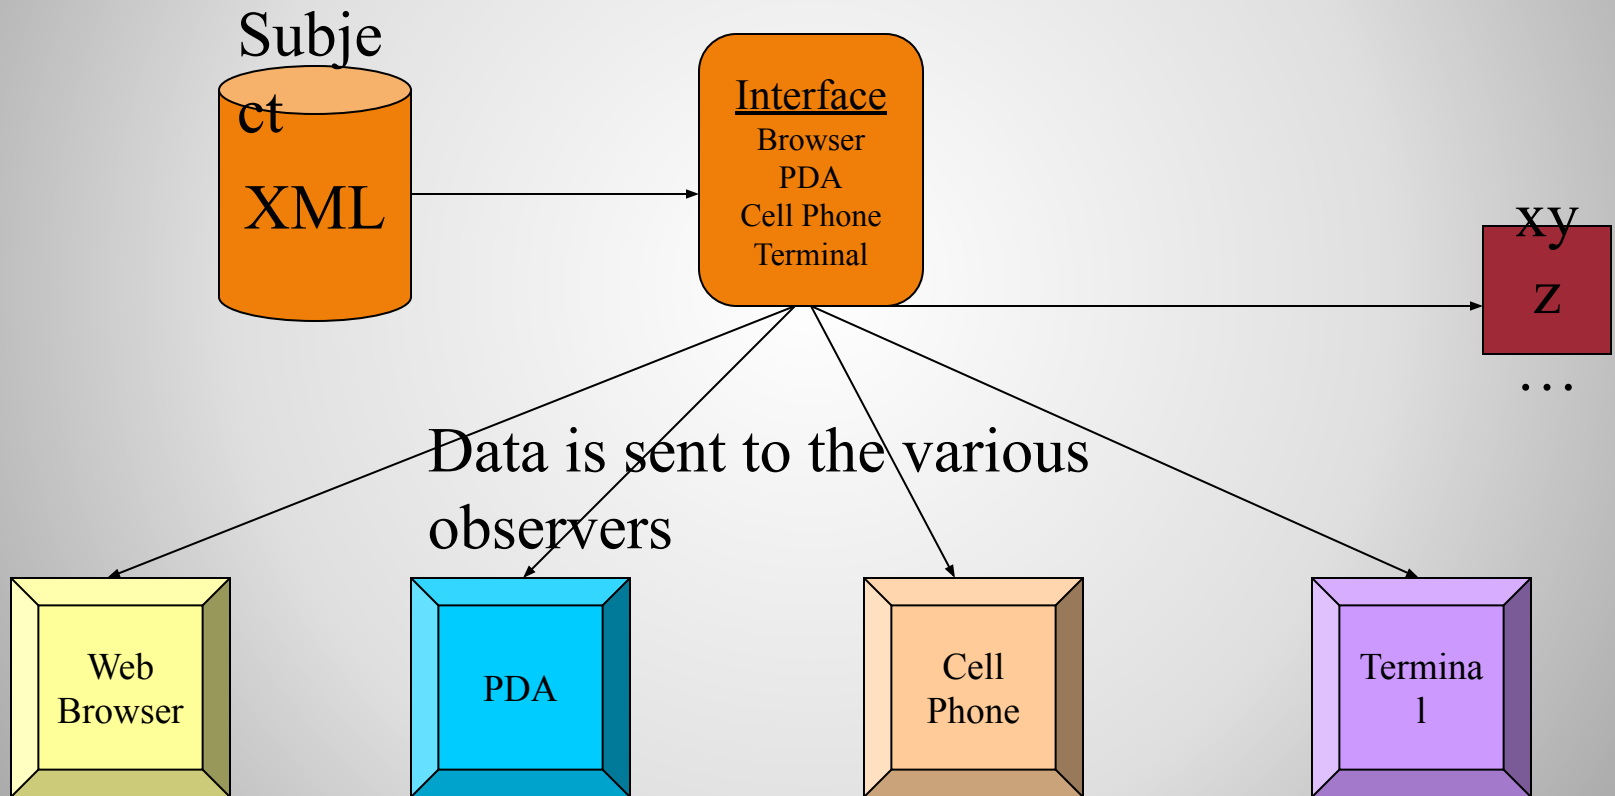 Subje
ct
XML
Interface
Browser
PDA
Cell Phone
Terminal
xy
z
...
Data is sent to the various
observers
Web
Browser
PDA
Cell
Phone
Termina
l